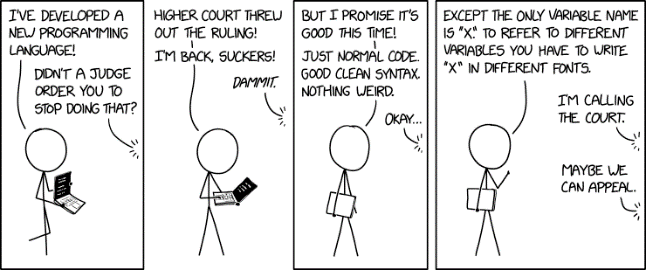 I'VE DEVELOPED A
NEW PROGRAMMING
LANGUAGE!
DIDN'T A JUDGE
ORDER YOU TO
STOP DOING THAT?
HIGHER COURT THREW
OUT THE RULING!
I'M BACK, SUCKERS!
DAMMIT.
BUT I PROMISE IT'S
GOOD THIS TIME!
JUST NORMAL CODE.
GOOD CLEAN SYNTAX.
NOTHING WEIRD.
OKAY...
EXCEPT THE ONLY VARIABLE NAME
IS "X." TO REFER TO DIFFERENT
VARIABLES YOU HAVE TO WRITE
"X" IN DIFFERENT FONTS.
I'M CALLING
THE COURT.
MAYBE WE
CAN APPEAL.